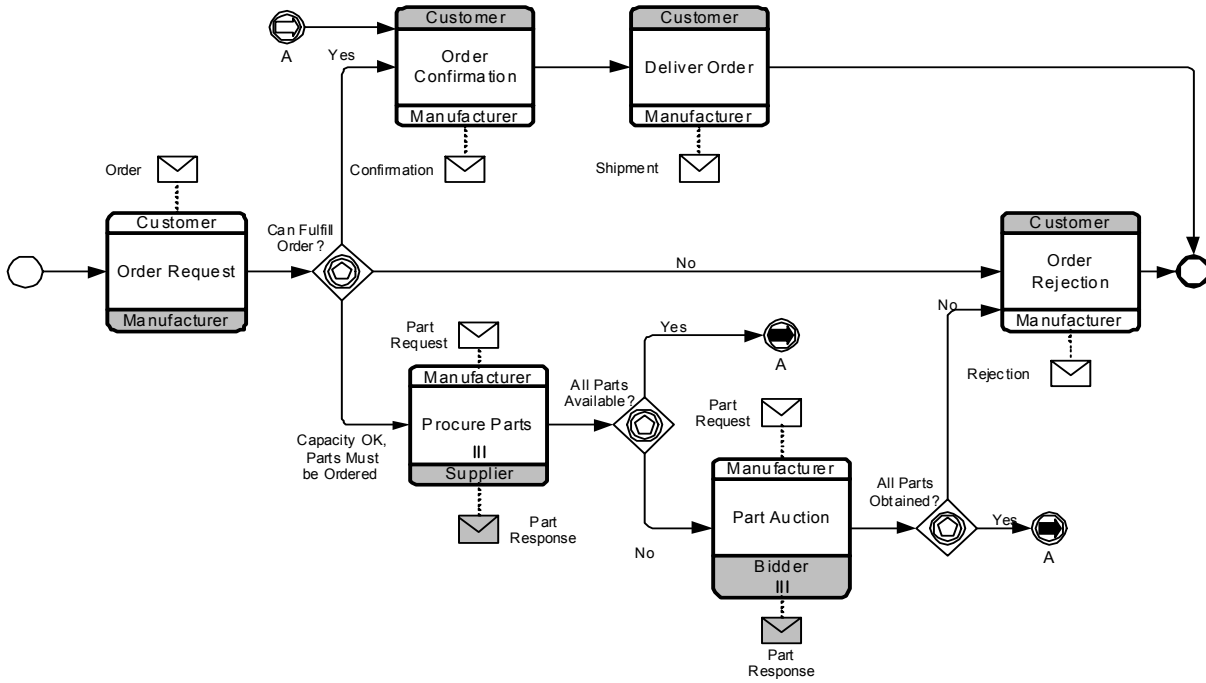 Customer
Customer
A
Yes
Order
Confirmation
Deliver Order
Manufacturer
Manufacturer
Order
Confirmation
Shipment
Customer
Can Fulfill
Order?
Customer
Order Request
No
Order
Rejection
Manufacturer
Part
Request
Yes
No
Manufacturer
A
Rejection
Manufacturer
All Parts
Available?
Part
Request
Procure Parts
III
Capacity OK,
Parts Must
be Ordered
Supplier
Manufacturer
All Parts
Obtained?
Part Auction
Yes
Part
Response
No
A
Bidder
III
Part
Response